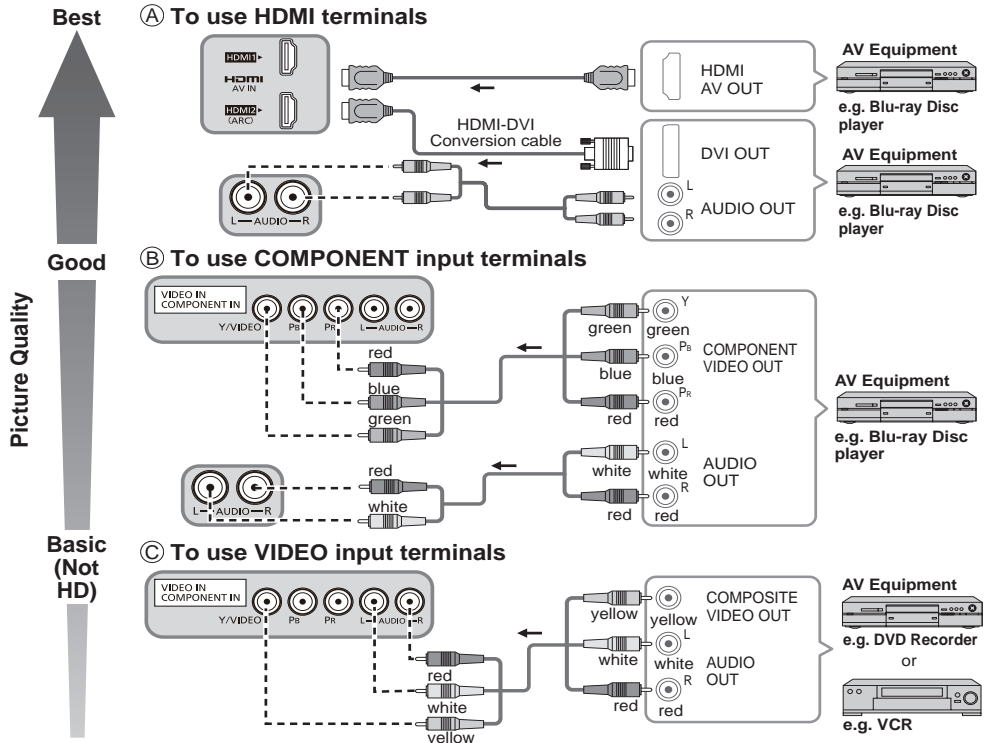 Best
Picture Quality
Good
Basic
(Not
HD)
Ⓐ To use HDMI terminals
HDMI1
HDMI
AV IN
HDMI2
(ARC)
HDMI
AV OUT
AV Equipment
e.g. Blu-ray Disc
player
HDMI-DVI
Conversion cable
DVI OUT
L
R
AUDIO OUT
AV Equipment
e.g. Blu-ray Disc
player
L AUDIO R
Ⓑ To use COMPONENT input terminals
VIDEO IN
COMPONENT IN
Y/VIDEO PB PR L AUDIO R
red
blue
green
green
blue
red
Y
green
PB
blue
PR
red
COMPONENT
VIDEO OUT
AV Equipment
e.g. Blu-ray Disc
player
L AUDIO R
red
white
white
red
L
white
R
red
AUDIO
OUT
Ⓒ To use VIDEO input terminals
VIDEO IN
COMPONENT IN
Y/VIDEO PB PR L AUDIO R
red
white
yellow
yellow
white
red
yellow
L
white
R
red
COMPOSITE
VIDEO OUT
AUDIO
OUT
AV Equipment
e.g. DVD Recorder
or
e.g. VCR